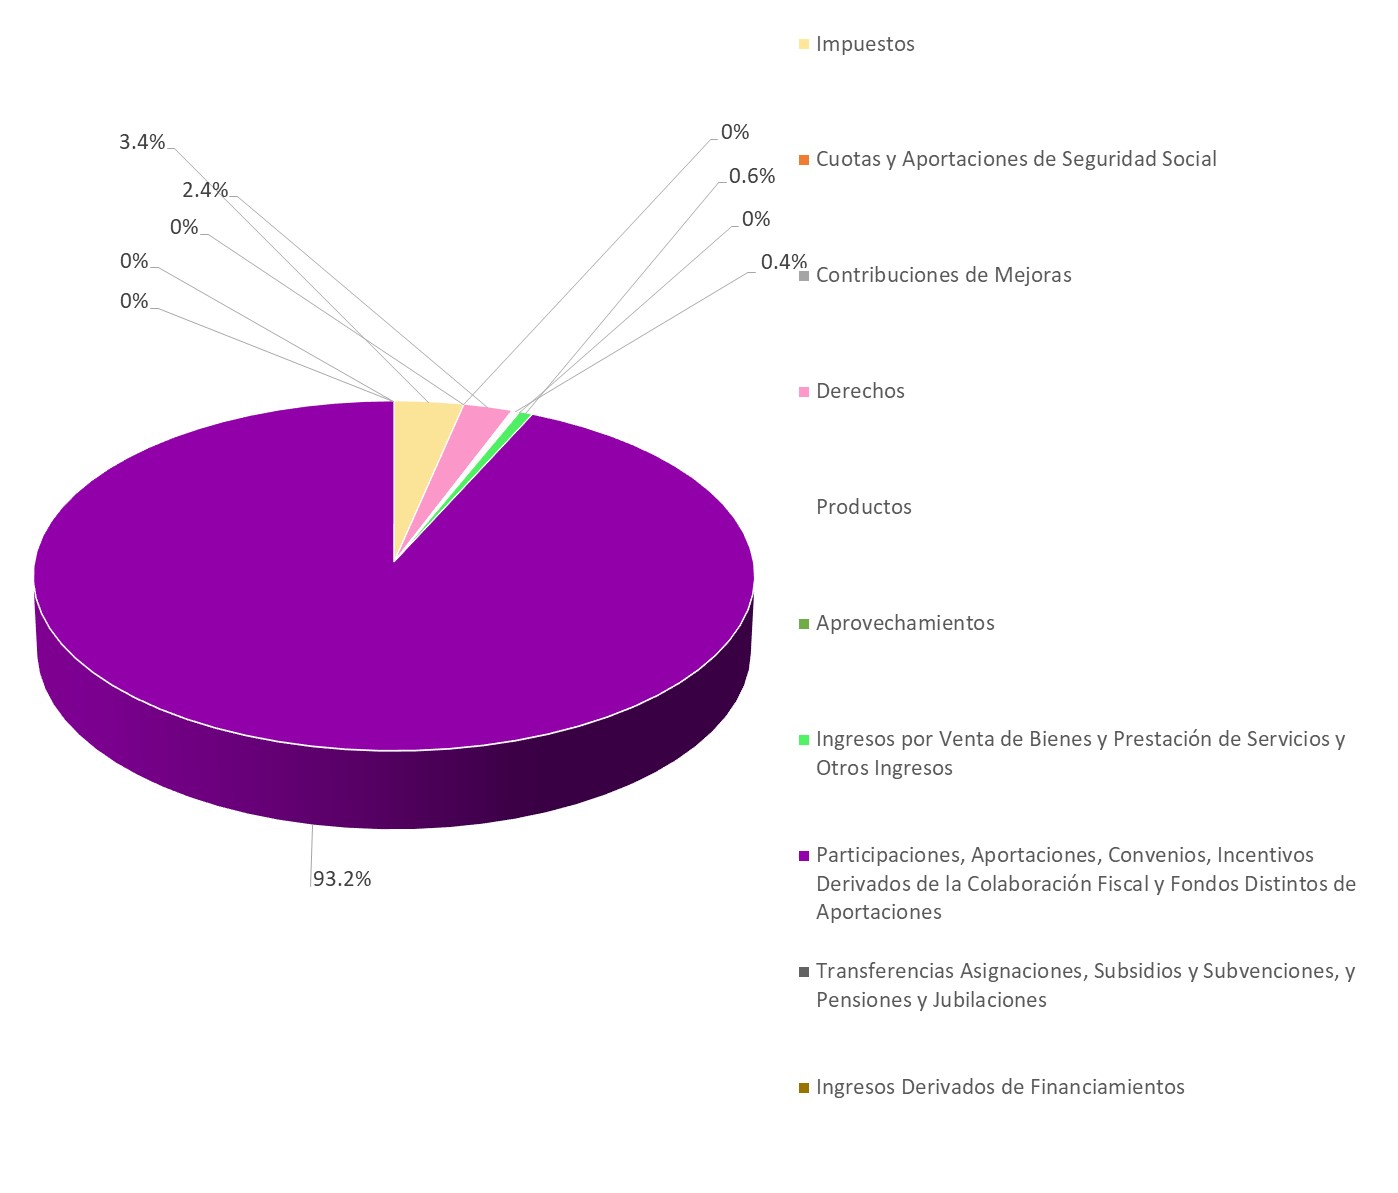 3.4%
2.4%
0%
0%
0%
0%
0.6%
0%
0.4%
93.2%
Impuestos
Cuotas y Aportaciones de Seguridad Social
Contribuciones de Mejoras
Derechos
Productos
Aprovechamientos
Ingresos por Venta de Bienes y Prestación de Servicios y
Otros Ingresos
Participaciones, Aportaciones, Convenios, Incentivos
Derivados de la Colaboración Fiscal y Fondos Distintos de
Aportaciones
Transferencias Asignaciones, Subsidios y Subvenciones, y
Pensiones y Jubilaciones
Ingresos Derivados de Financiamientos